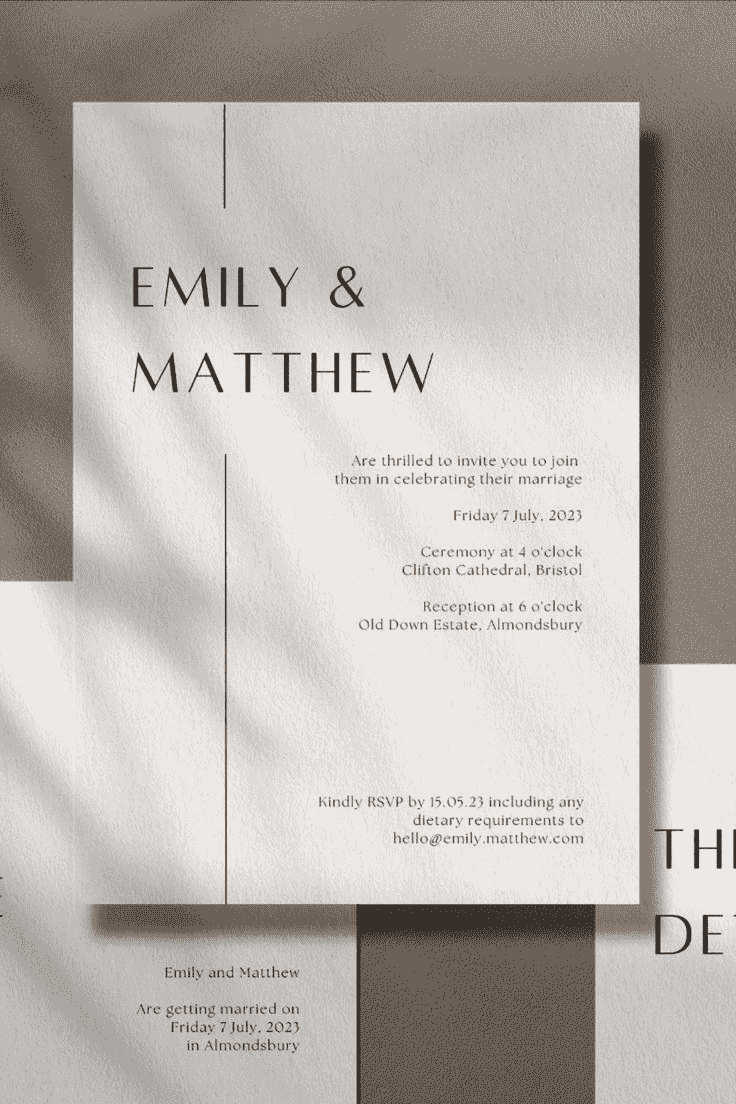 EMILY &
MATTHEW
Are thrilled to invite you to join
them in celebrating their marriage
Friday 7 July, 2023
Ceremony at 4 o'clock
Clifton Cathedral, Bristol
Reception at 6 o'clock
Old Down Estate, Almondsbury
Kindly RSVP by 15.05.23 including any
dietary requirements to
hello@emily.matthew.com
Emily and Matthew
Are getting married on
Friday 7 July, 2023
in Almondsbury